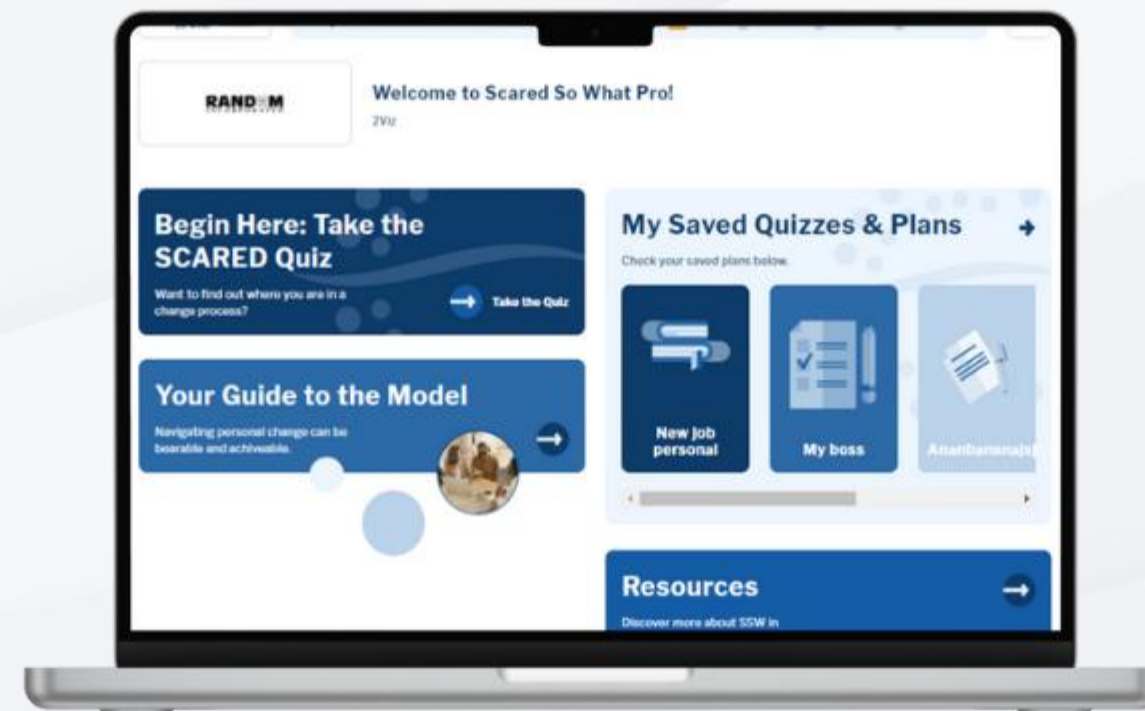 RANDOM
Welcome to Scared So What Pro!
Begin Here: Take the
SCARED Quiz
Want to find out where you are in a
change process?
Take the Quiz
Your Guide to the Model
Navigating personal change can be
bearable and achiveable.
My Saved Quizzes & Plans
Check your saved plans below.
New job
personal
My boss
Resources
Discover more about SSW in